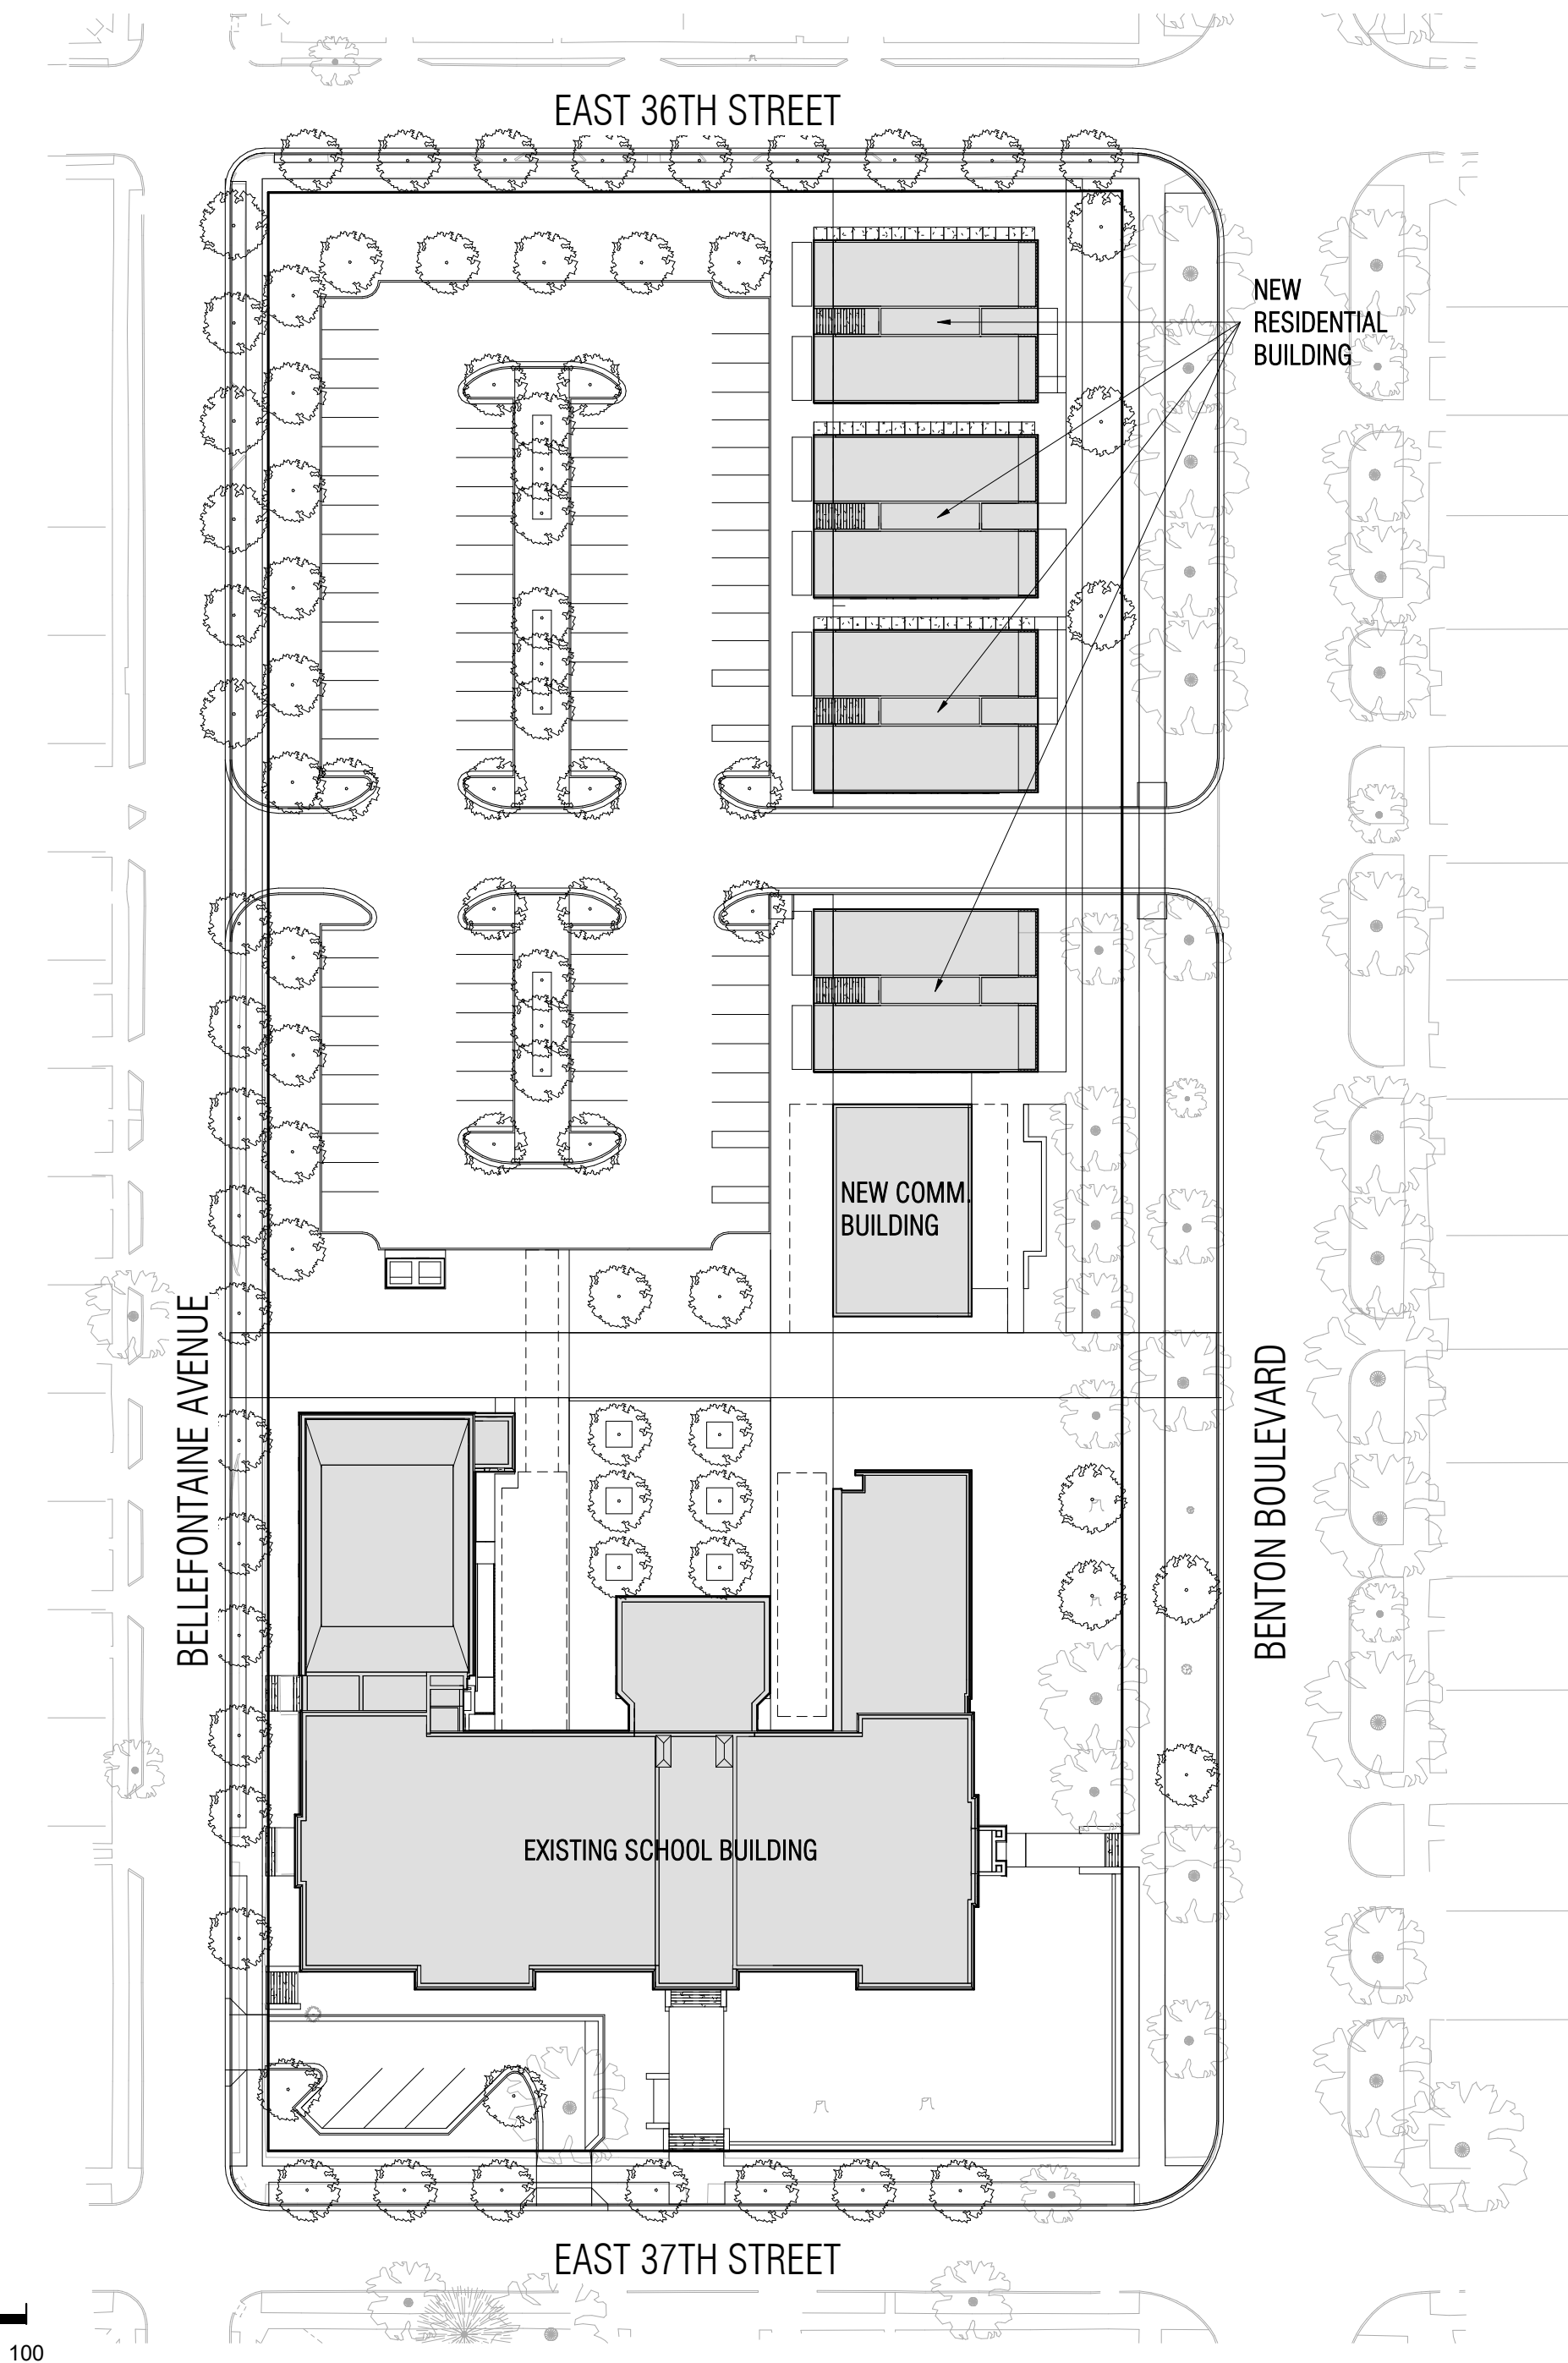 EAST 36TH STREET
NEW
RESIDENTIAL
BUILDING
NEW COMM.
BUILDING
BELLEFONTAINE AVENUE
BENTON BOULEVARD
EXISTING SCHOOL BUILDING
EAST 37TH STREET
100